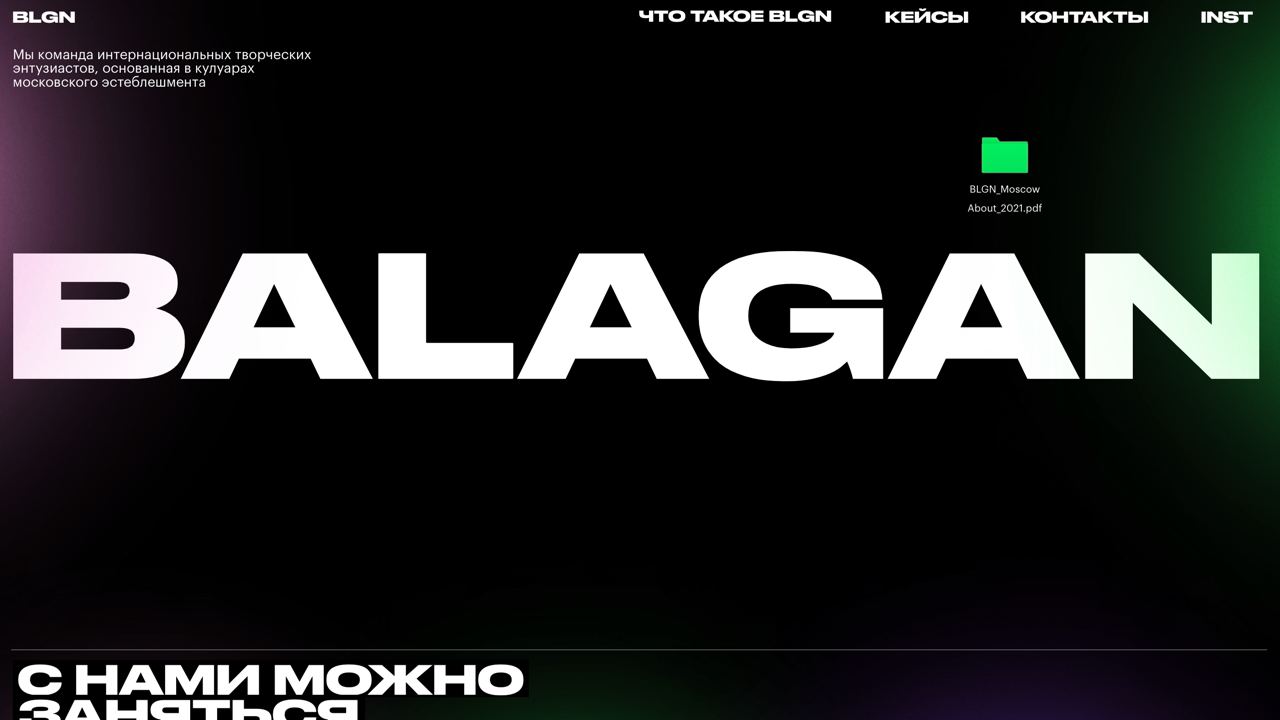 BLGN
ЧТО ТАКОЕ BLGN
КЕЙСЫ
КОНТАКТЫ
INST
Мы команда интернациональных творческих
энтузиастов, основанная в кулуарах
московского эстеблешмента
BLGN_Moscow
About_2021.pdf
BALAGAN
С НАМИ МОЖНО
ЗАНЯТЬСЯ